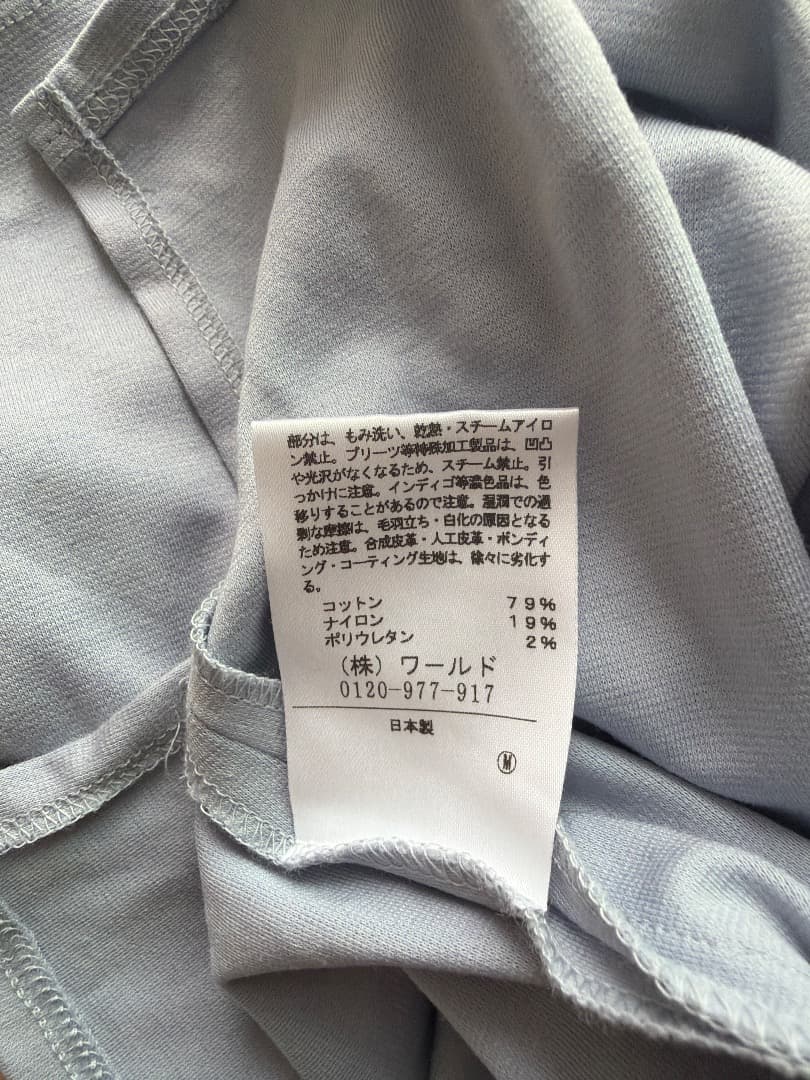 部分は、もみ洗い、乾熱・スチームアイロ
ン禁止。プリーツ等特殊加工製品は、凹凸
や光沢がなくなるため、スチーム禁止。引
っかけに注意。インディゴ等濃色品は、色
移りすることがあるので注意。湿潤での過
剰な摩擦は、毛羽立ち・白化の原因となる
ため注意。合成皮革・人工皮革・ボンディ
ング・コーティング生地は、徐々に劣化す
る。
コットン 79%
ナイロン 19%
ポリウレタン 2%
(株)ワールド
0120-977-917
日本製
Ⓜ